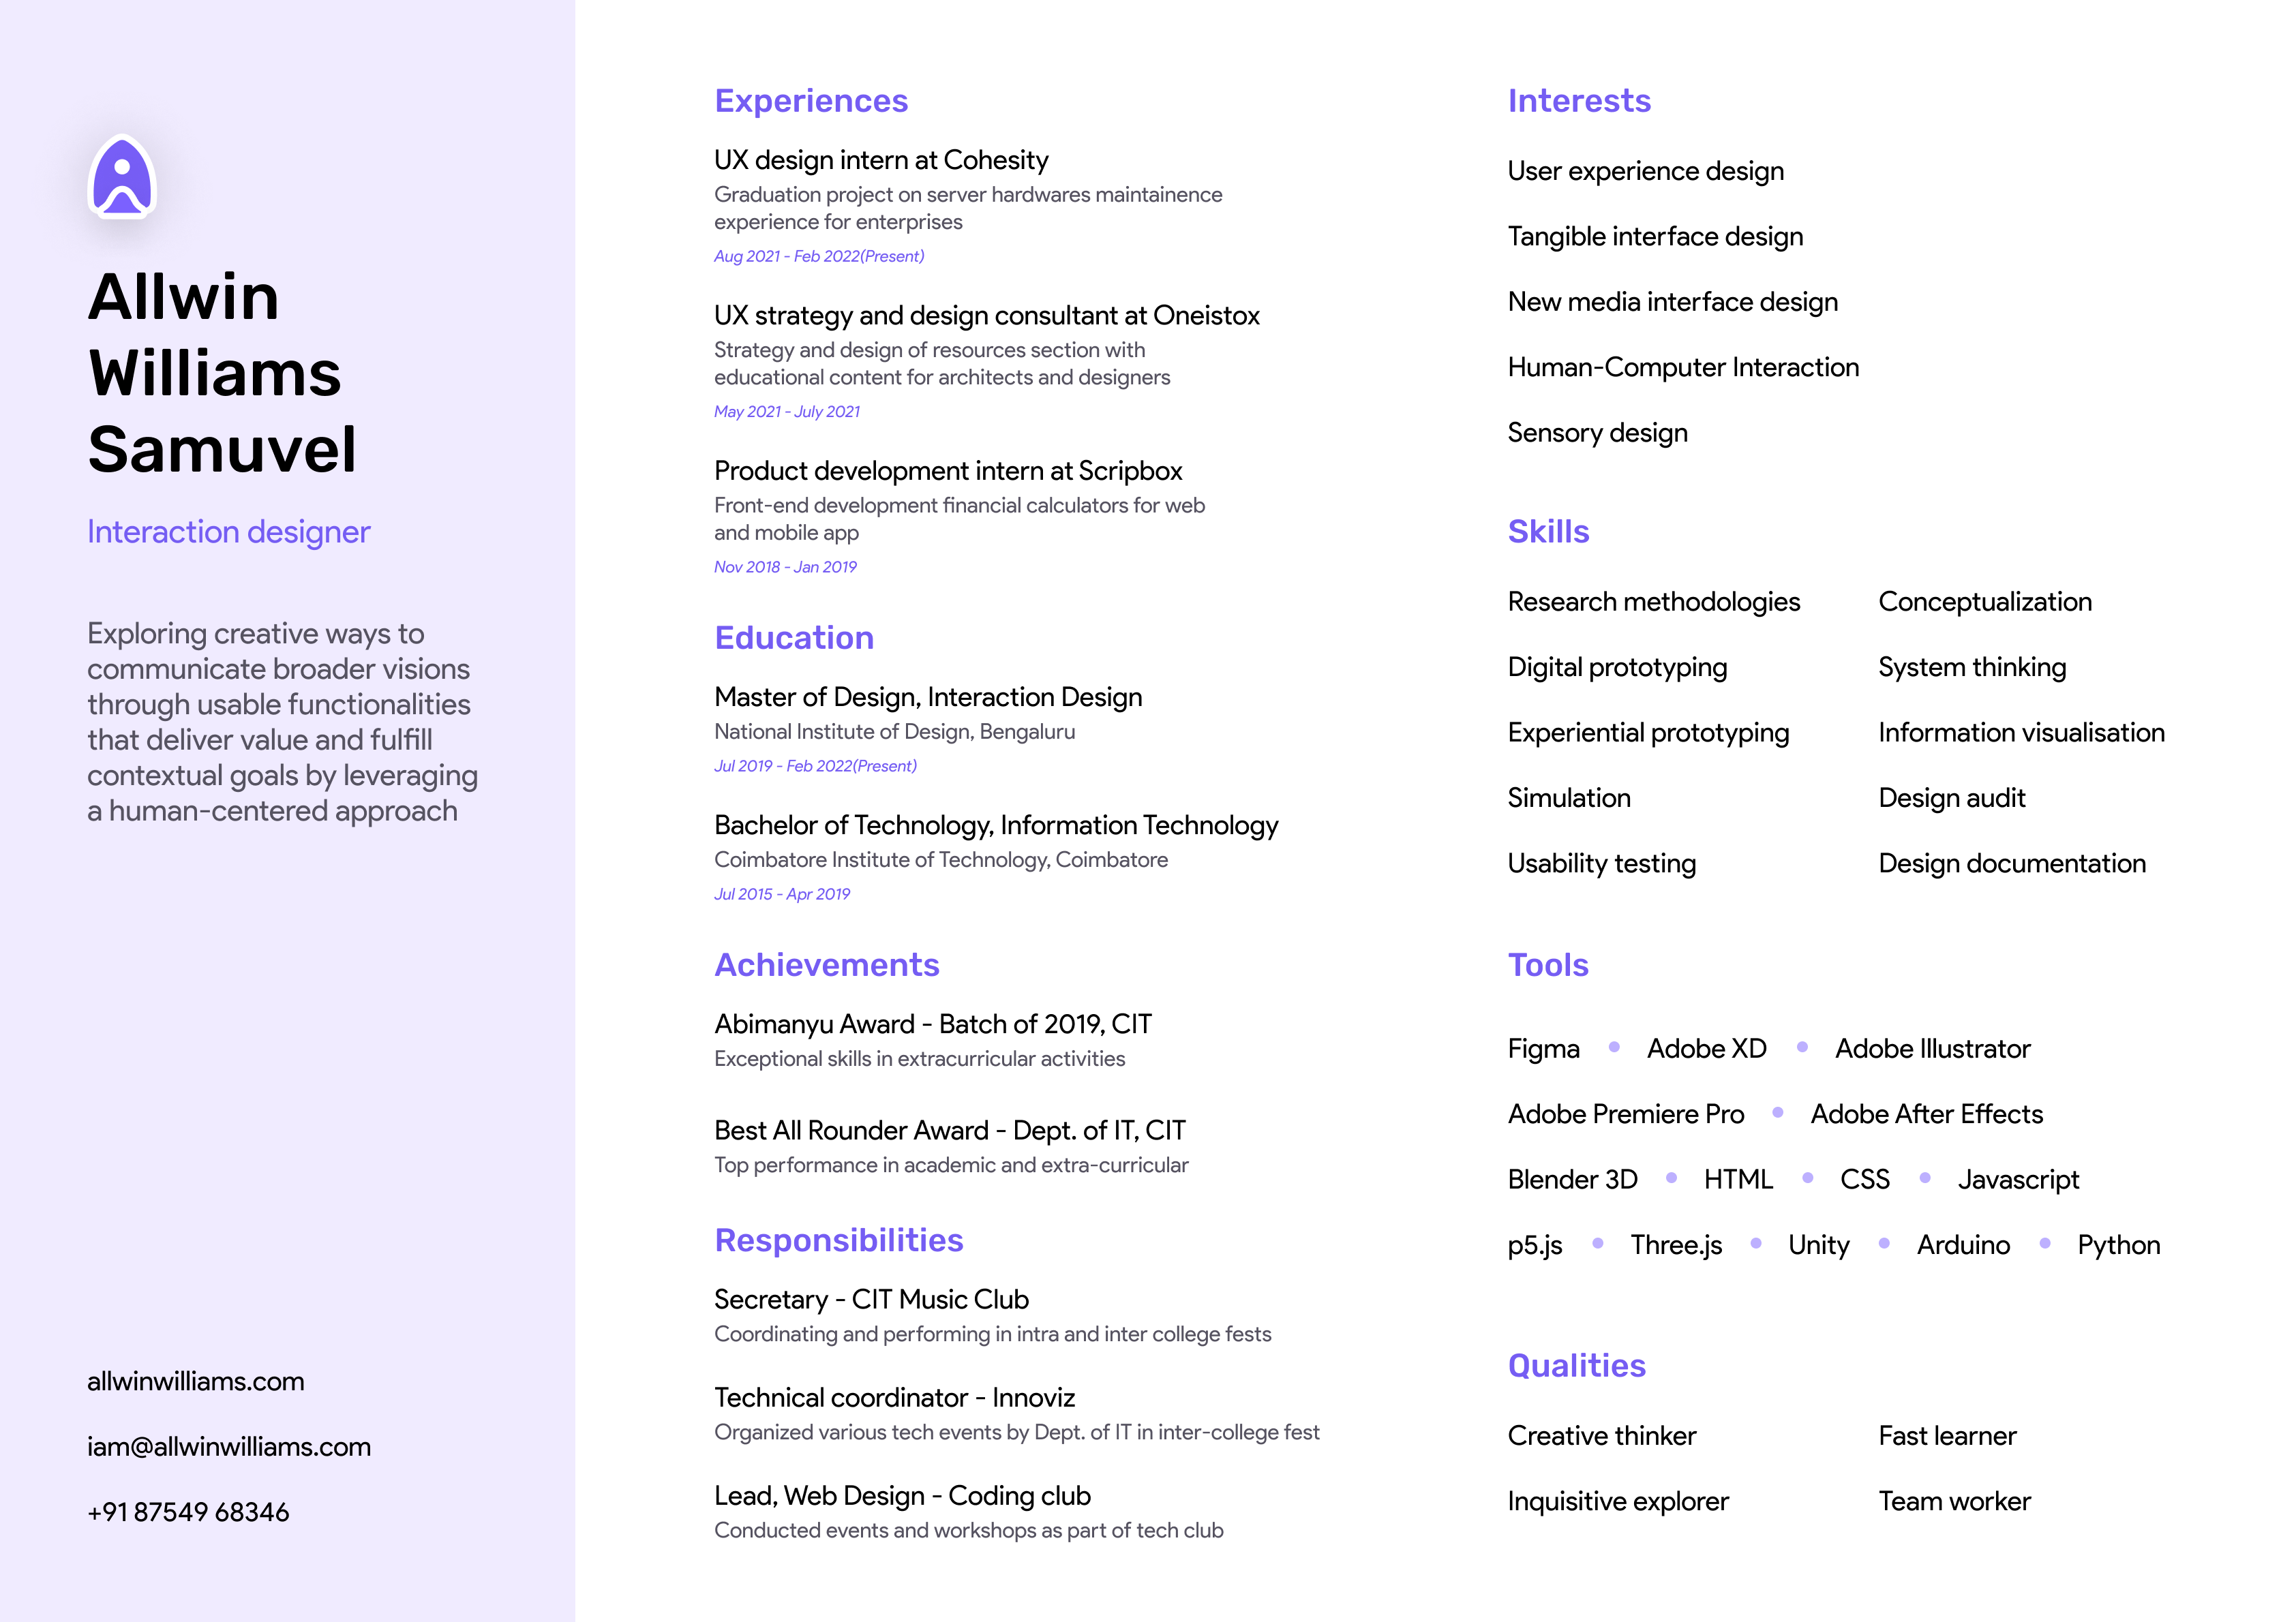 Allwin
Williams
Samuvel
Interaction designer
Exploring creative ways to
communicate broader visions
through usable functionalities
that deliver value and fulfill
contextual goals by leveraging
a human-centered approach
allwinwilliams.com
iam@allwinwilliams.com
+91 87549 68346
Experiences
UX design intern at Cohesity
Graduation project on server hardwares maintainence
experience for enterprises
Aug 2021 - Feb 2022(Present)
UX strategy and design consultant at Oneistox
Strategy and design of resources section with
educational content for architects and designers
May 2021 - July 2021
Product development intern at Scripbox
Front-end development financial calculators for web
and mobile app
Nov 2018 - Jan 2019
Education
Master of Design, Interaction Design
National Institute of Design, Bengaluru
Jul 2019 - Feb 2022(Present)
Bachelor of Technology, Information Technology
Coimbatore Institute of Technology, Coimbatore
Jul 2015 - Apr 2019
Achievements
Abimanyu Award - Batch of 2019, CIT
Exceptional skills in extracurricular activities
Best All Rounder Award - Dept. of IT, CIT
Top performance in academic and extra-curricular
Responsibilities
Secretary - CIT Music Club
Coordinating and performing in intra and inter college fests
Technical coordinator - Innoviz
Organized various tech events by Dept. of IT in inter-college fest
Lead, Web Design - Coding club
Conducted events and workshops as part of tech club
Interests
User experience design
Tangible interface design
New media interface design
Human-Computer Interaction
Sensory design
Skills
Research methodologies Conceptualization
Digital prototyping System thinking
Experiential prototyping Information visualisation
Simulation Design audit
Usability testing Design documentation
Tools
Figma • Adobe XD • Adobe Illustrator
Adobe Premiere Pro • Adobe After Effects
Blender 3D • HTML • CSS • Javascript
p5.js • Three.js • Unity • Arduino • Python
Qualities
Creative thinker Fast learner
Inquisitive explorer Team worker